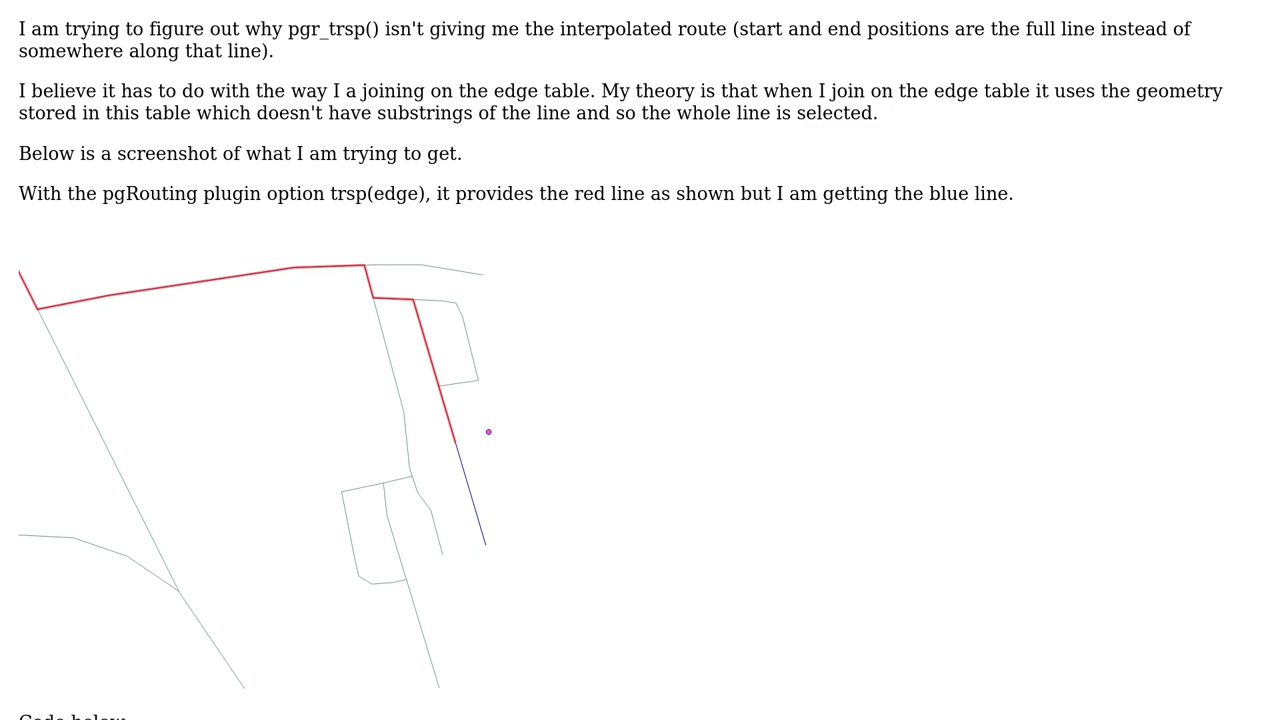 I am trying to figure out why pgr_trsp() isn't giving me the interpolated route (start and end positions are the full line instead of
somewhere along that line).
I believe it has to do with the way I a joining on the edge table. My theory is that when I join on the edge table it uses the geometry
stored in this table which doesn't have substrings of the line and so the whole line is selected.
Below is a screenshot of what I am trying to get.
With the pgRouting plugin option trsp(edge), it provides the red line as shown but I am getting the blue line.